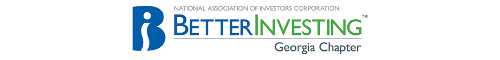 NATIONAL ASSOCIATION OF INVESTORS CORPORATION
BETTERINVESTING™
Georgia Chapter